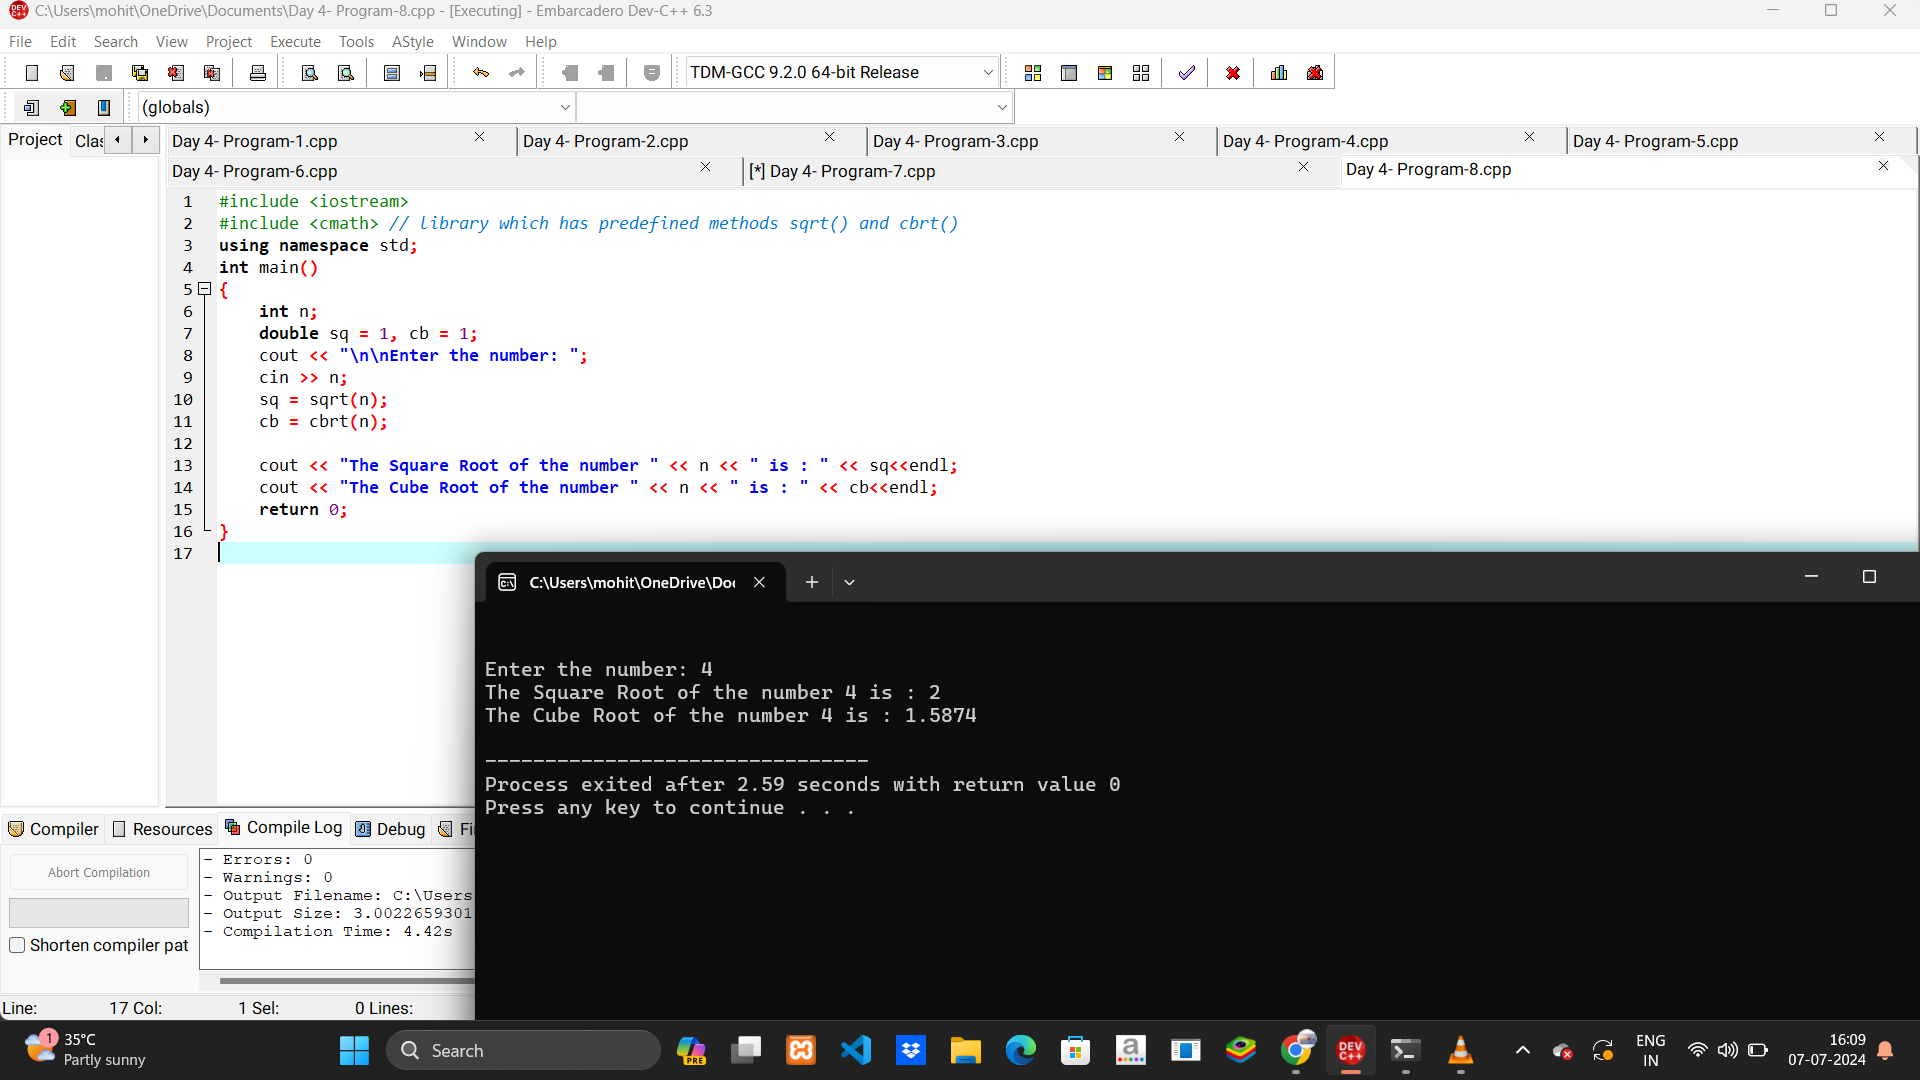 C:\Users\mohit\OneDrive\Documents\Day 4- Program-8.cpp - [Executing] - Embarcadero Dev-C++ 6.3
File Edit Search View Project Execute Tools AStyle Window Help
TDM-GCC 9.2.0 64-bit Release
(globals)
Project Clas
Day 4- Program-1.cpp Day 4- Program-2.cpp Day 4- Program-3.cpp Day 4- Program-4.cpp Day 4- Program-5.cpp
Day 4- Program-6.cpp [*] Day 4- Program-7.cpp Day 4- Program-8.cpp
1 #include <iostream>
2 #include <cmath> // library which has predefined methods sqrt() and cbrt()
3 using namespace std;
4 int main()
5 {
6 int n;
7 double sq = 1, cb = 1;
8 cout << "\n\nEnter the number: ";
9 cin >> n;
10 sq = sqrt(n);
11 cb = cbrt(n);
12
13 cout << "The Square Root of the number " << n << " is : " << sq<<endl;
14 cout << "The Cube Root of the number " << n << " is : " << cb<<endl;
15 return 0;
16 }
17
C:\Users\mohit\OneDrive\Doc
Enter the number: 4
The Square Root of the number 4 is : 2
The Cube Root of the number 4 is : 1.5874
--------------------------------
Process exited after 2.59 seconds with return value 0
Press any key to continue . . .
Compiler Resources Compile Log Debug Fi
Abort Compilation
Shorten compiler pat
- Errors: 0
- Warnings: 0
- Output Filename: C:\Users
- Output Size: 3.0022659301
- Compilation Time: 4.42s
Line: 17 Col: 1 Sel: 0 Lines:
1
35°C
Partly sunny
Search
PRE
DEV C++
ENG
IN
16:09
07-07-2024